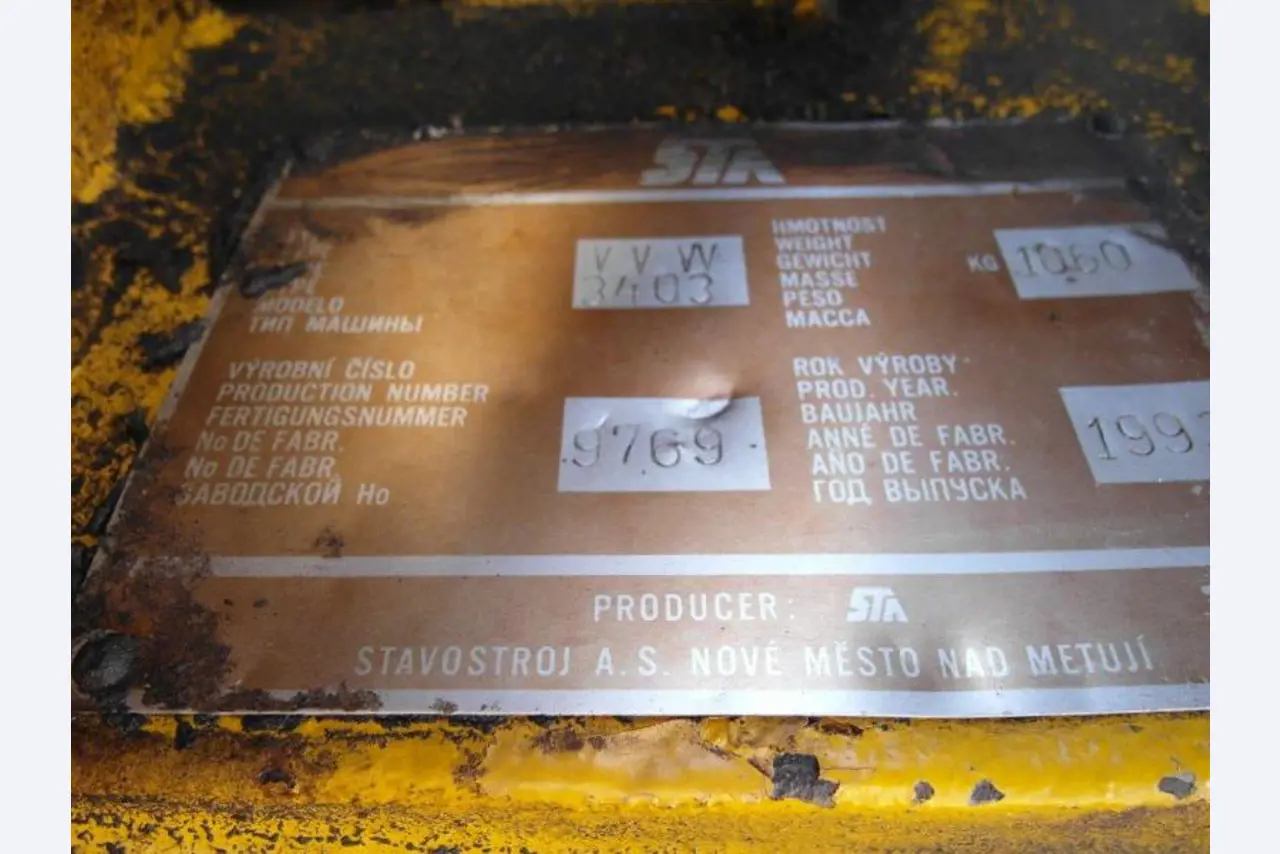 STA
MODELO
ТИП МАШИНЫ
VVW
3403
HMOTNOST
WEIGHT
GEWICHT
MASSE
PESO
МАССА
KG 1060
VÝROBNÍ ČÍSLO
PRODUCTION NUMBER
FERTIGUNGSNUMMER
No DE FABR.
No DE FABR.
ЗАВОДСКОЙ Но
9769
ROK VÝROBY
PROD. YEAR.
BAUJAHR
ANNÉ DE FABR.
AÑO DE FABR.
ГОД ВЫПУСКА
PRODUCER: STA
STAVOSTROJ A.S. NOVÉ MĚSTO NAD METUJÍ